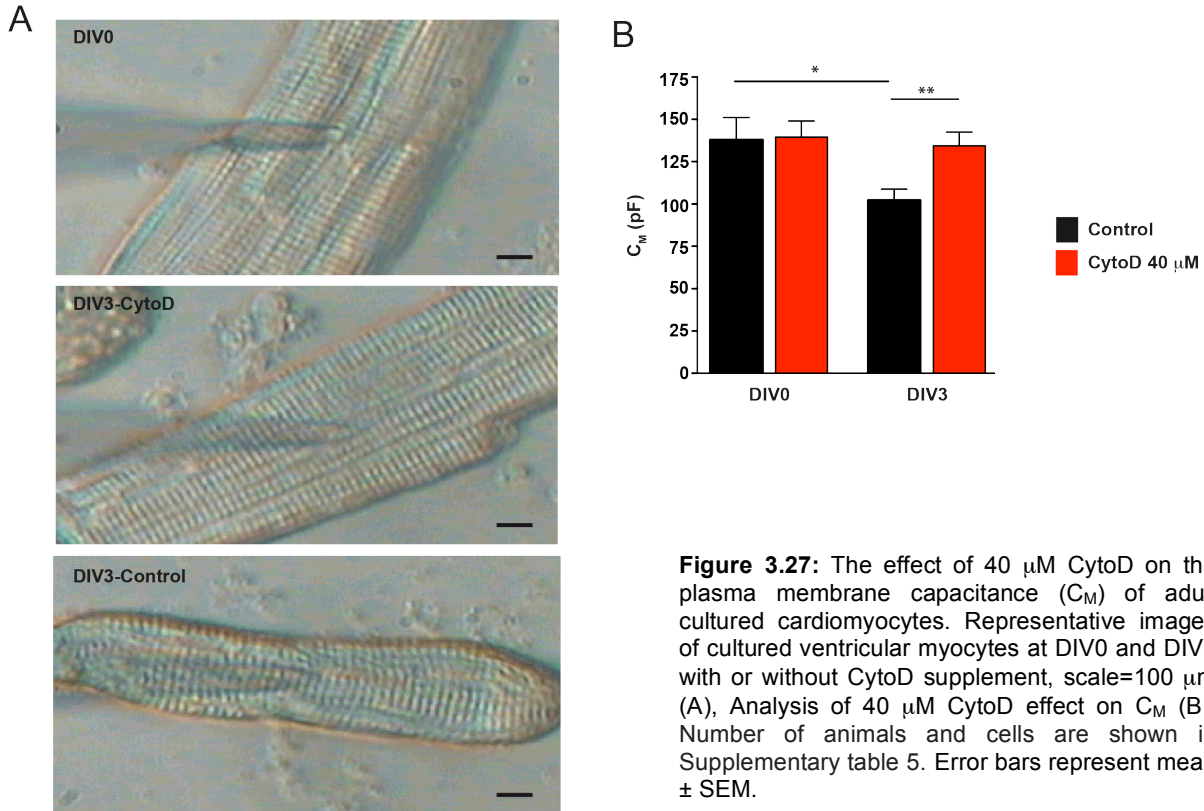 A
DIV0
DIV3-CytoD
DIV3-Control
B
*
**
175
150
125
100
75
50
25
0
C_M (pF)
DIV0
DIV3
Control
CytoD 40 μM
Figure 3.27: The effect of 40 μM CytoD on th
plasma membrane capacitance (C_M) of adu
cultured cardiomyocytes. Representative image
of cultured ventricular myocytes at DIV0 and DIV
with or without CytoD supplement, scale=100 μr
(A), Analysis of 40 μM CytoD effect on C_M (B
Number of animals and cells are shown i
Supplementary table 5. Error bars represent mea
± SEM.